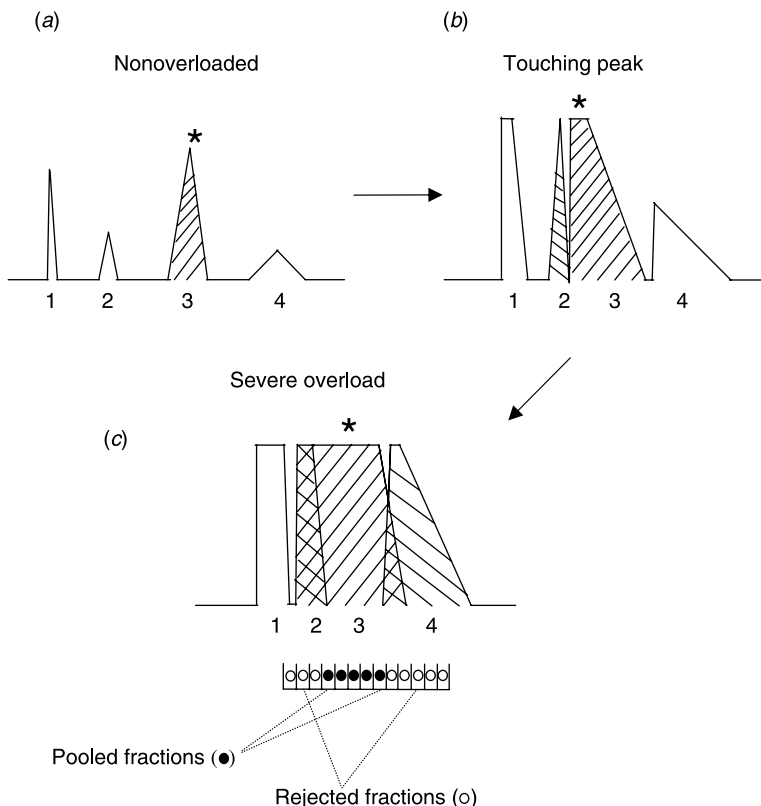 (a)
Nonoverloaded
*
1 2 3 4
(b)
Touching peak
*
1 2 3 4
(c)
Severe overload
*
1 2 3 4
Pooled fractions (●)
Rejected fractions (○)